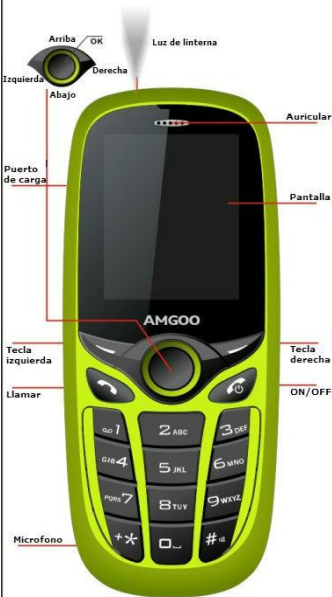 Arriba
OK
Luz de linterna
Izquierda
Derecha
Abajo
Auricular
Puerto
de carga
Pantalla
AMGOO
Tecla
izquierda
Tecla
derecha
Llamar
ON/OFF
1
2 ABC
3 DEF
GHI 4
5 JKL
6 MNO
PQRS 7
8 TUV
9 WXYZ
+*
0
#
Microfono